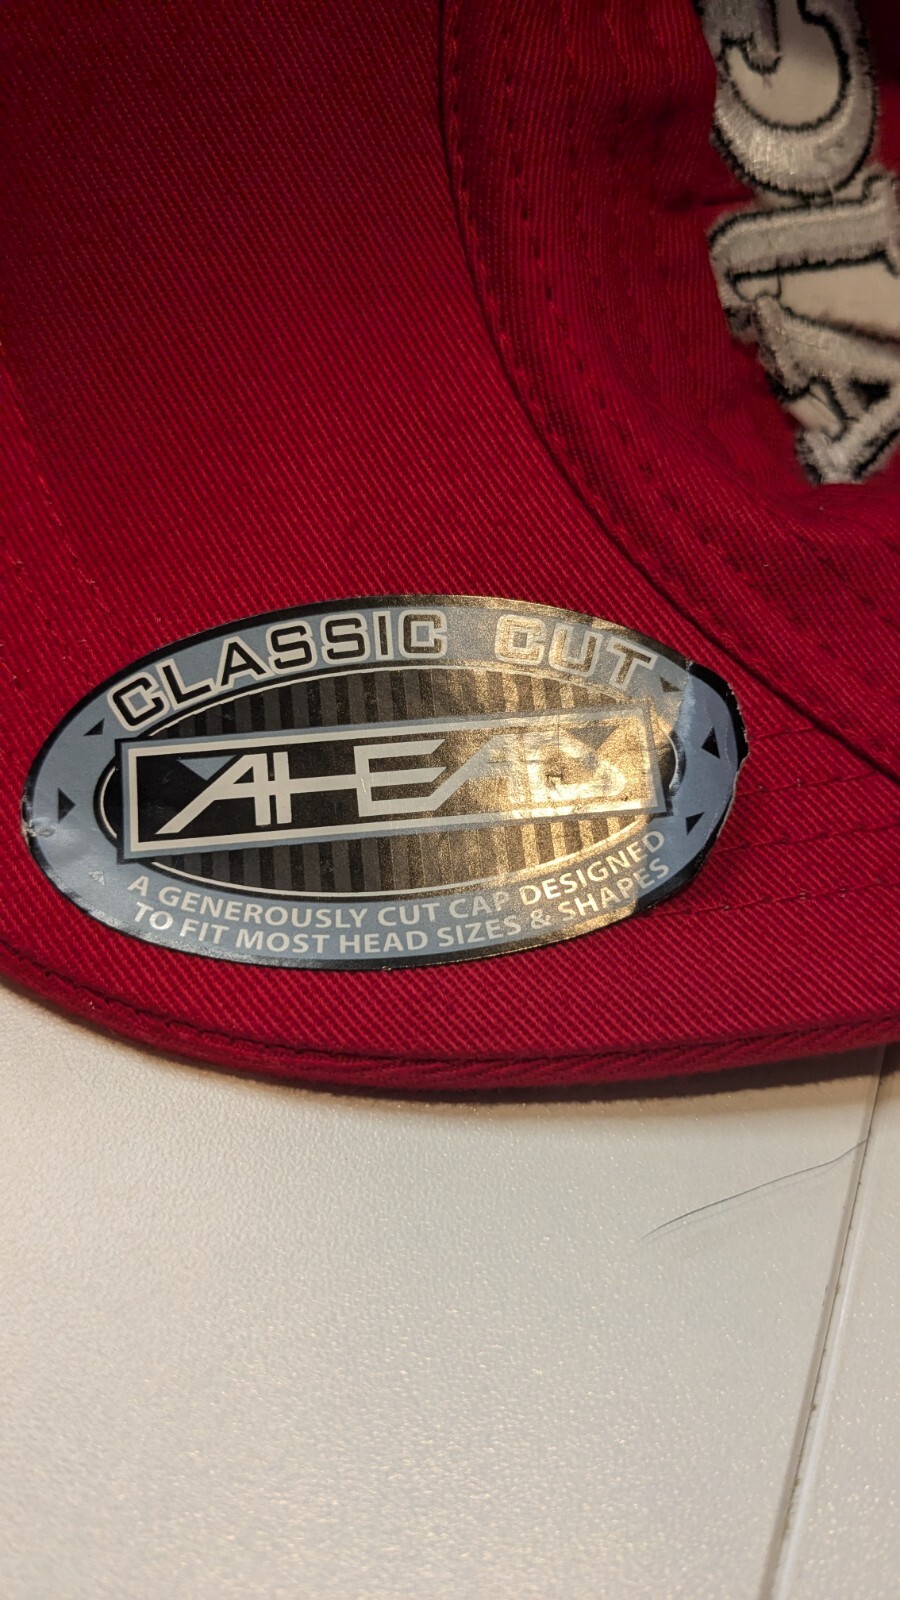 CLASSIC CUT
AHEAD
A GENEROUSLY CUT CAP DESIGNED
TO FIT MOST HEAD SIZES & SHAPES